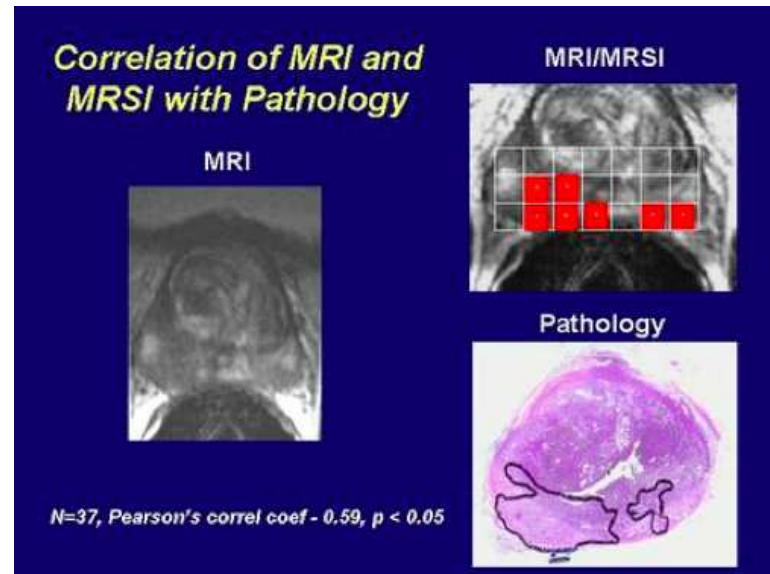 Correlation of MRI and
MRSI with Pathology
MRI
MRI/MRSI
Pathology
N=37, Pearson's correl coef - 0.59, p < 0.05